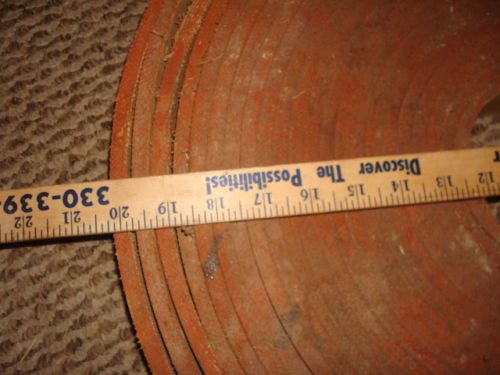 330-339
Discover The Possibilities!
12 13 14 15 16 17 18 19 20 21 22